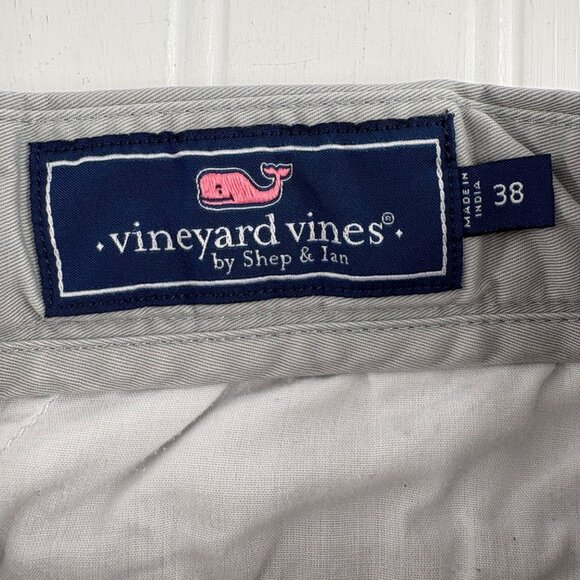 vineyard vines®
by Shep & Ian
MADE IN
INDIA
38